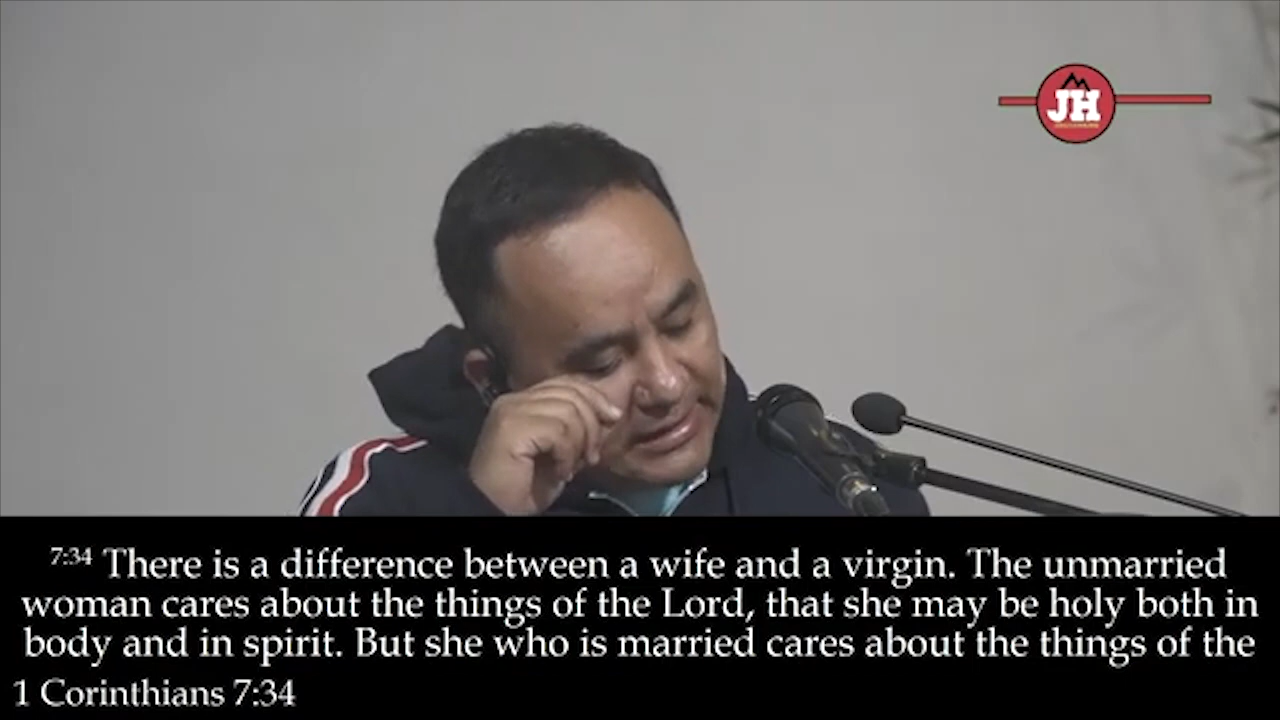 JH
7:34 There is a difference between a wife and a virgin. The unmarried
woman cares about the things of the Lord, that she may be holy both in
body and in spirit. But she who is married cares about the things of the
1 Corinthians 7:34